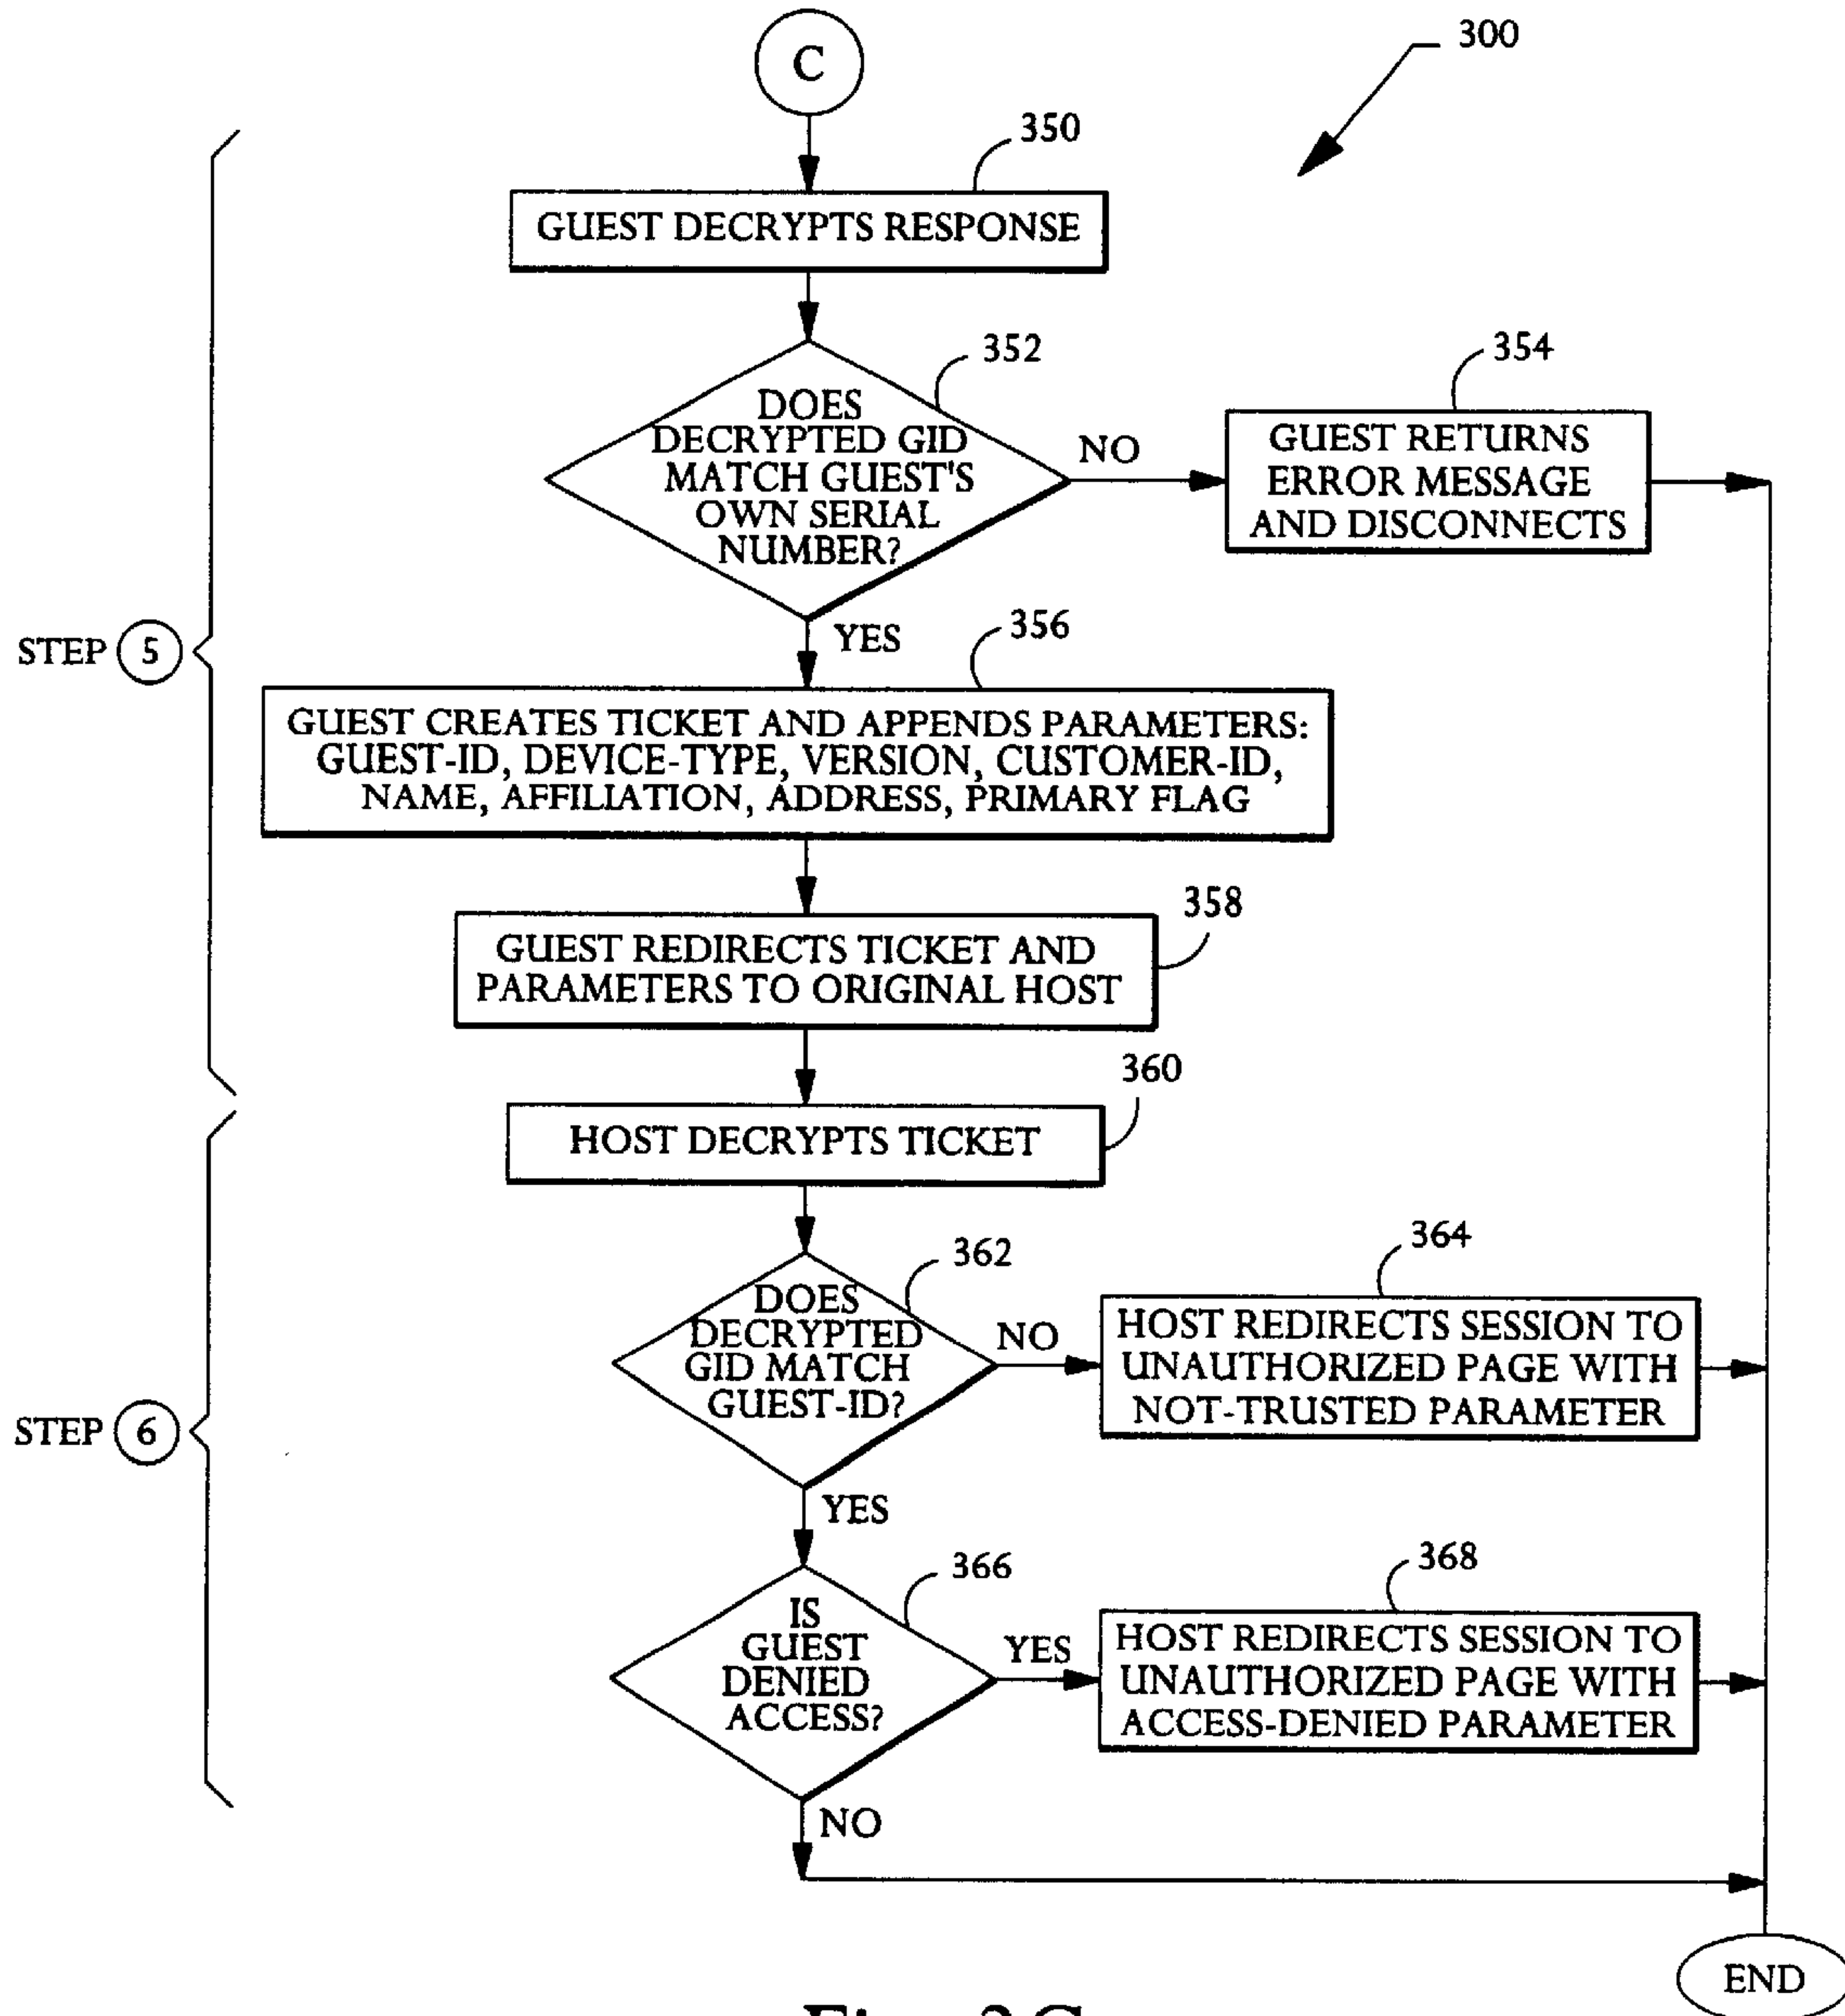 C
300
350
GUEST DECRYPTS RESPONSE
352
DOES
DECRYPTED GID
MATCH GUEST'S
OWN SERIAL
NUMBER?
NO
354
GUEST RETURNS
ERROR MESSAGE
AND DISCONNECTS
YES
STEP 5
356
GUEST CREATES TICKET AND APPENDS PARAMETERS:
GUEST-ID, DEVICE-TYPE, VERSION, CUSTOMER-ID,
NAME, AFFILIATION, ADDRESS, PRIMARY FLAG
358
GUEST REDIRECTS TICKET AND
PARAMETERS TO ORIGINAL HOST
360
HOST DECRYPTS TICKET
362
DOES
DECRYPTED
GID MATCH
GUEST-ID?
NO
364
HOST REDIRECTS SESSION TO
UNAUTHORIZED PAGE WITH
NOT-TRUSTED PARAMETER
STEP 6
YES
366
IS
GUEST
DENIED
ACCESS?
YES
368
HOST REDIRECTS SESSION TO
UNAUTHORIZED PAGE WITH
ACCESS-DENIED PARAMETER
NO
END